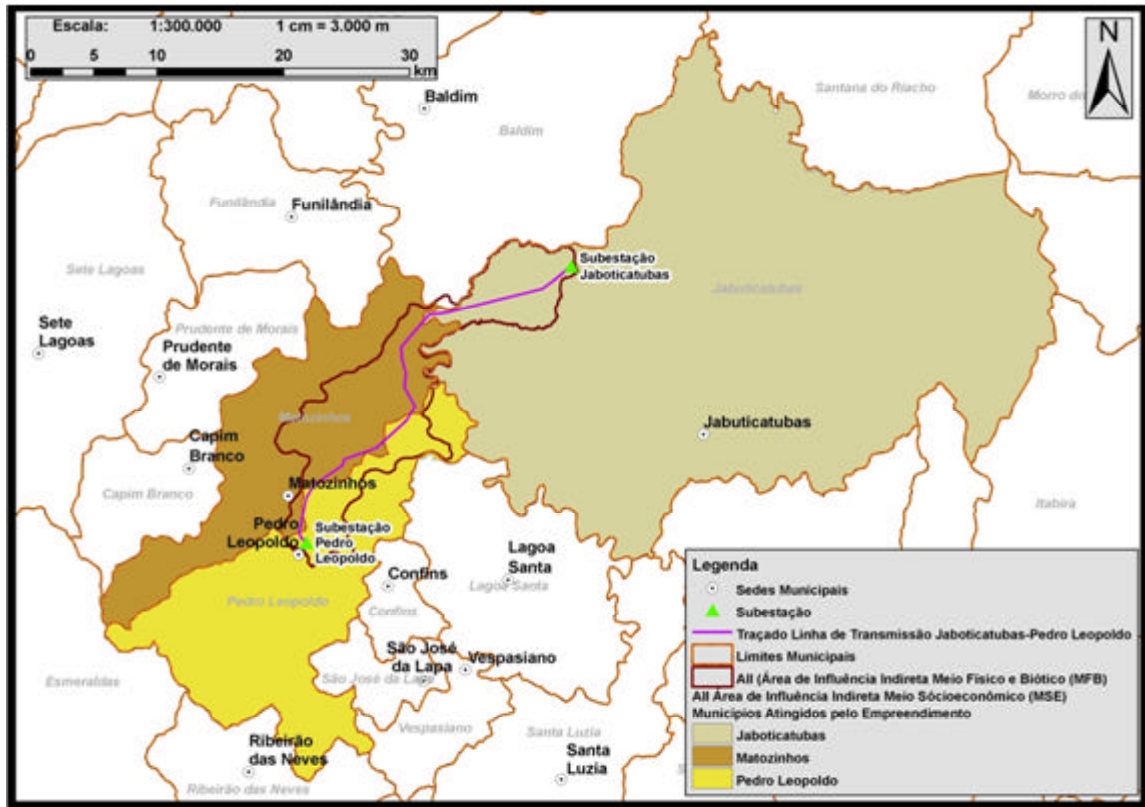 Escala: 1:300.000 1 cm = 3.000 m
0 5 10 20 30
km
N
Baldim
Baldim
Santana do Riacho
Morro do
Funilândia
Funilândia
Sete Lagoas
Subestação
Jaboticatubas
Jabuticatubas
Sete
Lagoas
Prudente de Morais
Prudente
de Morais
Matozinhos
Jabuticatubas
Capim
Branco
Capim Branco
Matozinhos
Itabira
Pedro
Leopoldo
Subestação
Pedro
Leopoldo
Lagoa
Santa
Lagoa Santa
Confins
Confins
Pedro Leopoldo
São José
da Lapa
São José da Lapa
Vespasiano
Vespasiano
Esmeraldas
Santa Luzia
Santa
Luzia
Ribeirão
das Neves
Ribeirão das Neves
Legenda
Sedes Municipais
Subestação
Traçado Linha de Transmissão Jaboticatubas-Pedro Leopoldo
Limites Municipais
AII (Área de Influência Indireta Meio Físico e Biótico (MFB)
AII Área de Influência Indireta Meio Sócioeconômico (MSE)
Municípios Atingidos pelo Empreendimento
Jaboticatubas
Matozinhos
Pedro Leopoldo